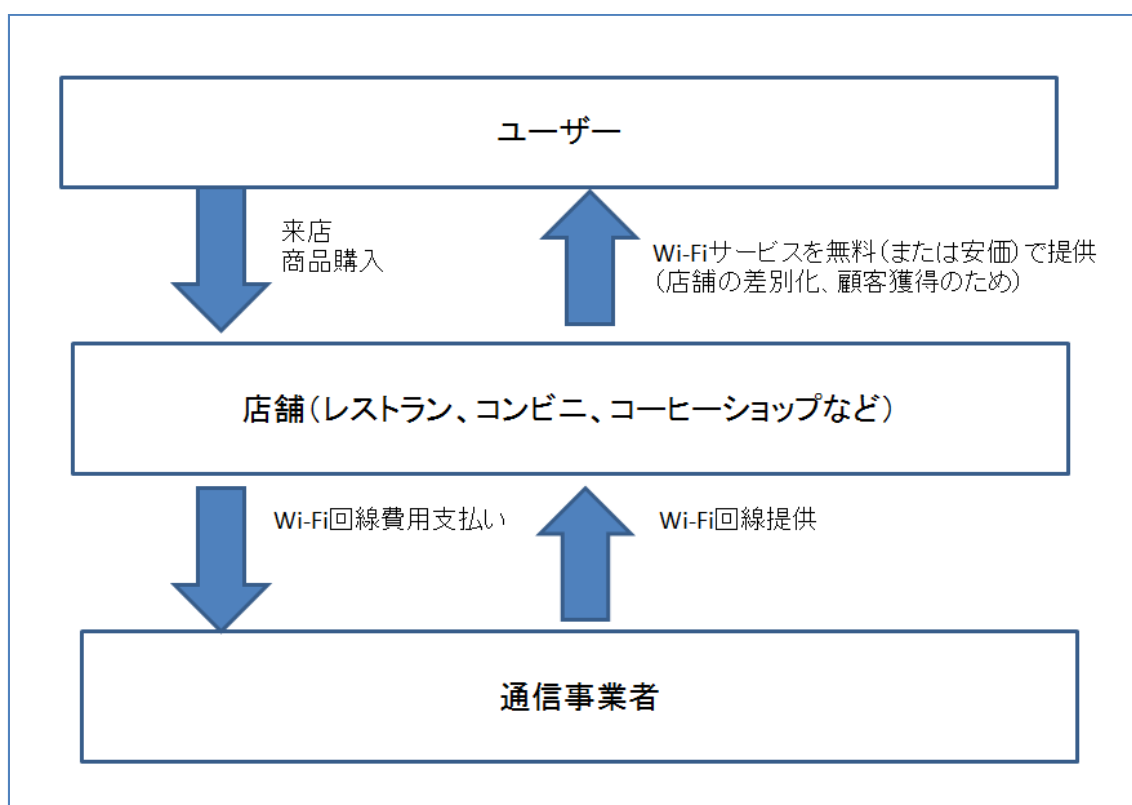 ユーザー
来店
商品購入
Wi-Fiサービスを無料(または安価)で提供
(店舗の差別化、顧客獲得のため)
店舗(レストラン、コンビニ、コーヒーショップなど)
Wi-Fi回線費用支払い
Wi-Fi回線提供
通信事業者